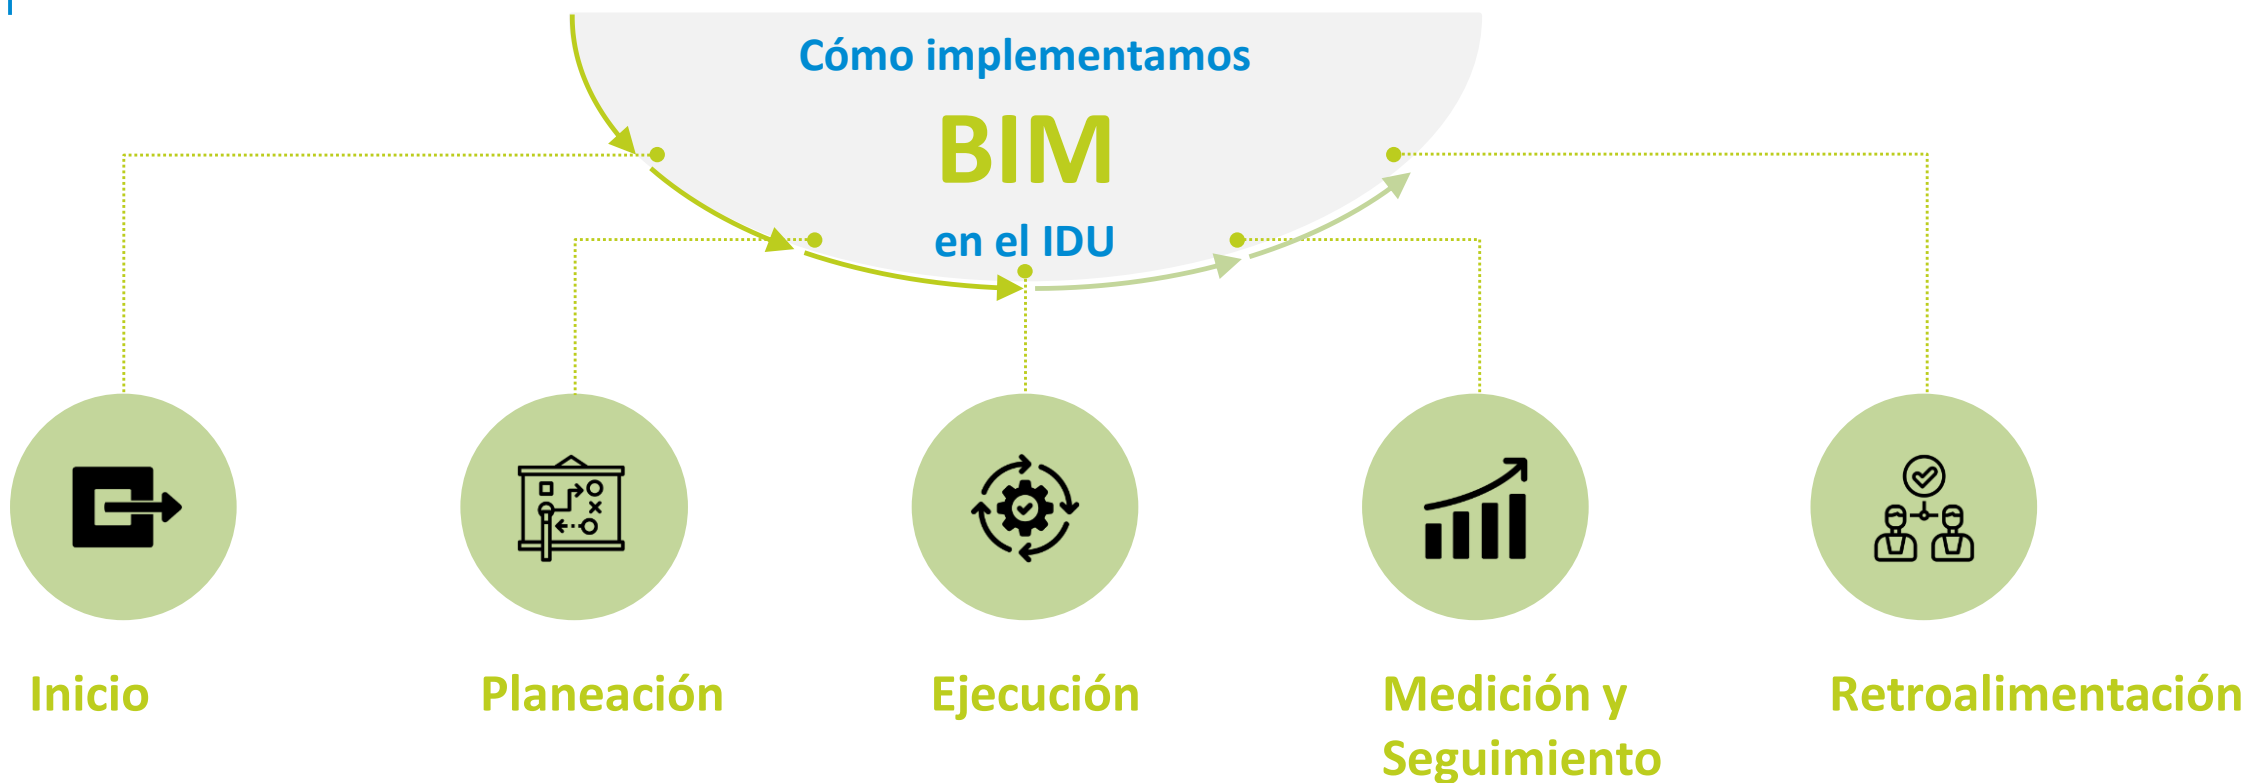 Cómo implementamos
BIM
en el IDU
Inicio
Planeación
Ejecución
Medición y
Seguimiento
Retroalimentación